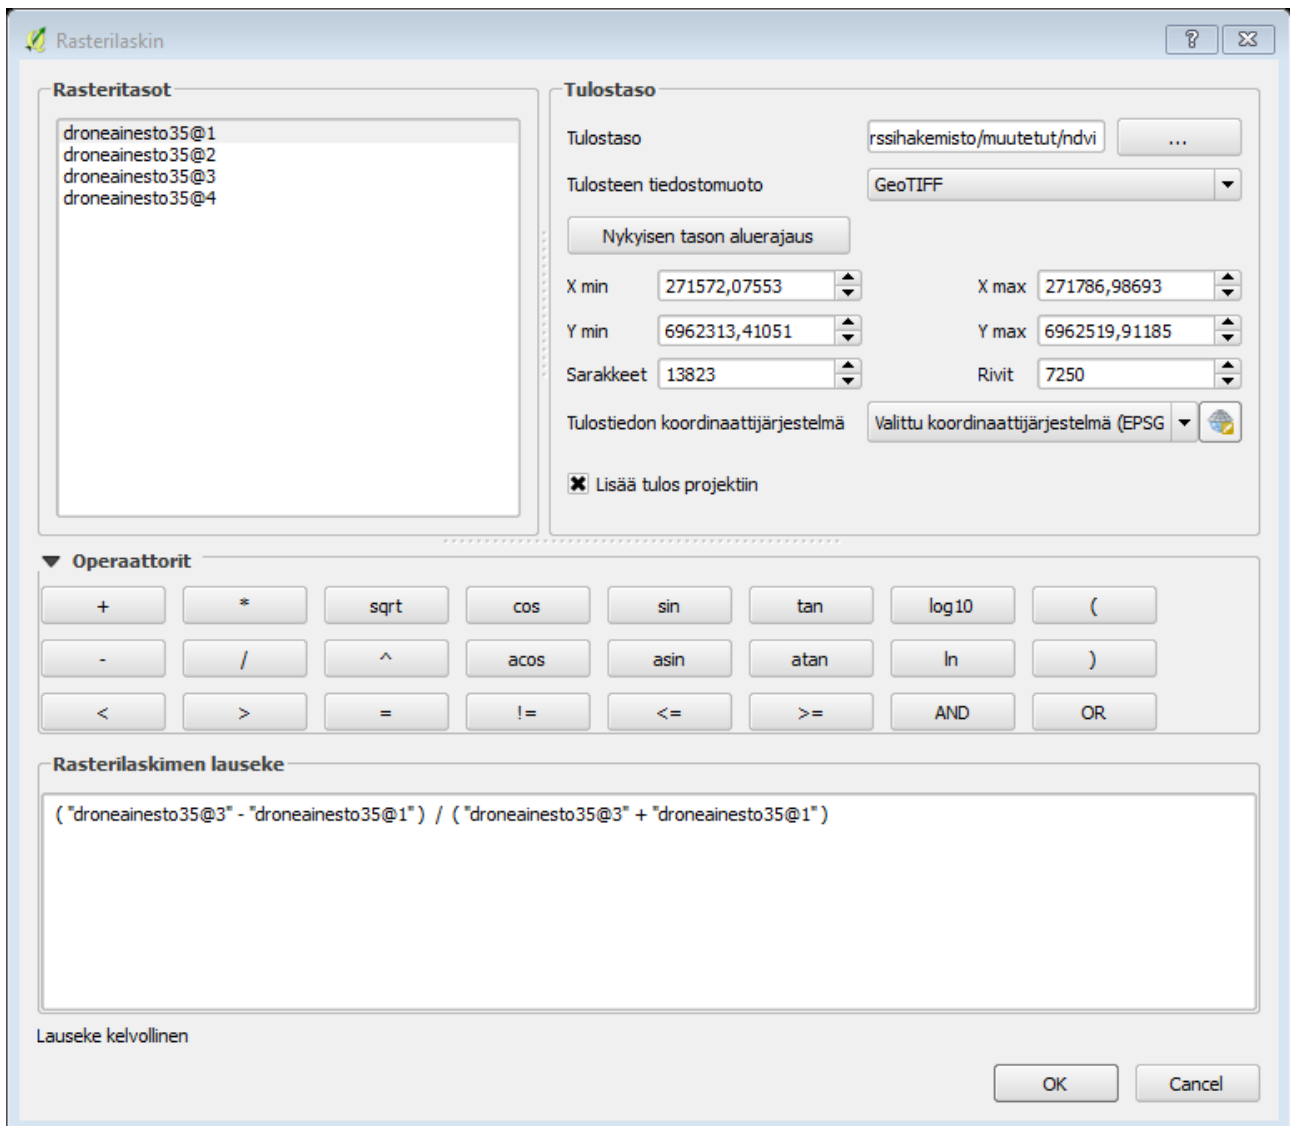 Rasterilaskin
Rasteritasot
droneainesto35@1
droneainesto35@2
droneainesto35@3
droneainesto35@4
Tulostaso
Tulostaso rssihakemisto/muutetut/ndvi ...
Tulosteen tiedostomuoto GeoTIFF
Nykyisen tason aluerajaus
X min 271572,07553 X max 271786,98693
Y min 6962313,41051 Y max 6962519,91185
Sarakkeet 13823 Rivit 7250
Tulostiedon koordinaattijärjestelmä Valittu koordinaattijärjestelmä (EPSG
Lisää tulos projektiin
Operaattorit
+ * sqrt cos sin tan log10 (
- / ^ acos asin atan ln )
< > = != <= >= AND OR
Rasterilaskimen lauseke
( "droneainesto35@3" - "droneainesto35@1" ) / ( "droneainesto35@3" + "droneainesto35@1" )
Lauseke kelvollinen
OK Cancel